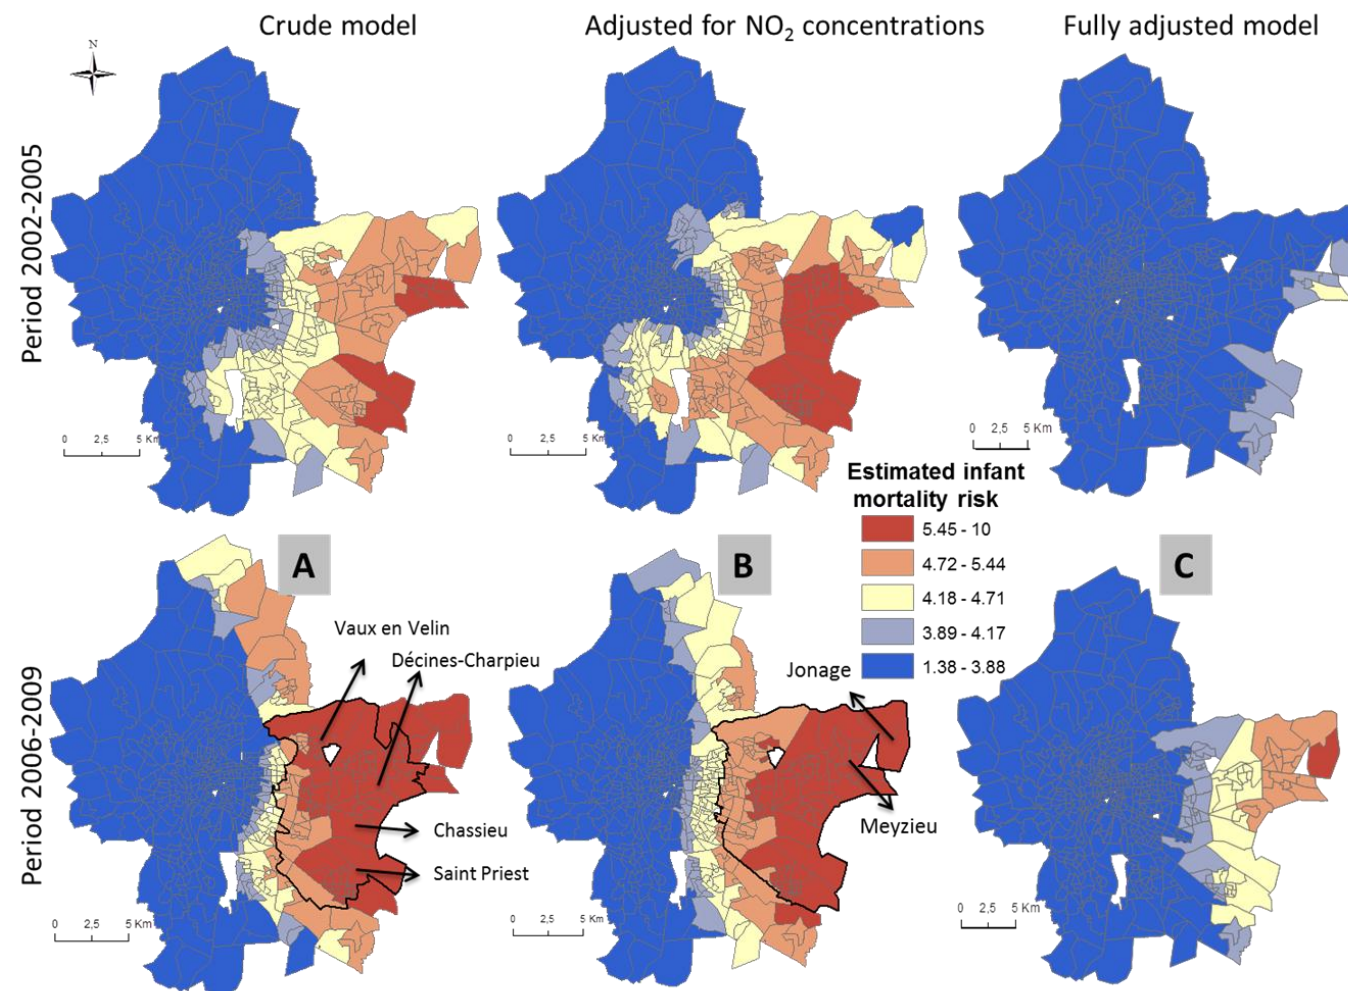 Crude model
Adjusted for NO₂ concentrations
Fully adjusted model
N
Period 2002-2005
0 2,5 5 Km
0 2,5 5 Km
0 2,5 5 Km
Estimated infant
mortality risk
5.45 - 10
4.72 - 5.44
4.18 - 4.71
3.89 - 4.17
1.38 - 3.88
Period 2006-2009
A
B
C
Vaux en Velin
Décines-Charpieu
Chassieu
Saint Priest
Jonage
Meyzieu
0 2,5 5 Km
0 2,5 5 Km
0 2,5 5 Km